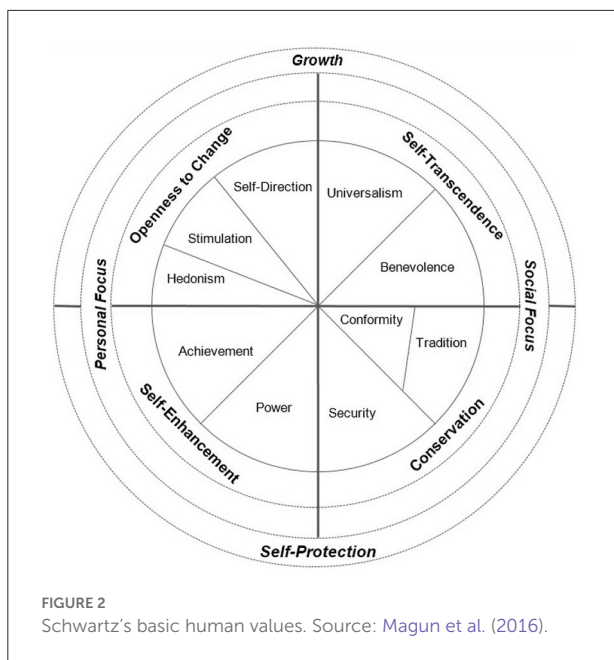 Growth
Openness to Change
Self-Transcendence
Self-Direction
Universalism
Stimulation
Benevolence
Hedonism
Personal Focus
Social Focus
Conformity
Tradition
Achievement
Power
Security
Self-Enhancement
Conservation
Self-Protection
FIGURE 2
Schwartz's basic human values. Source: Magun et al. (2016).